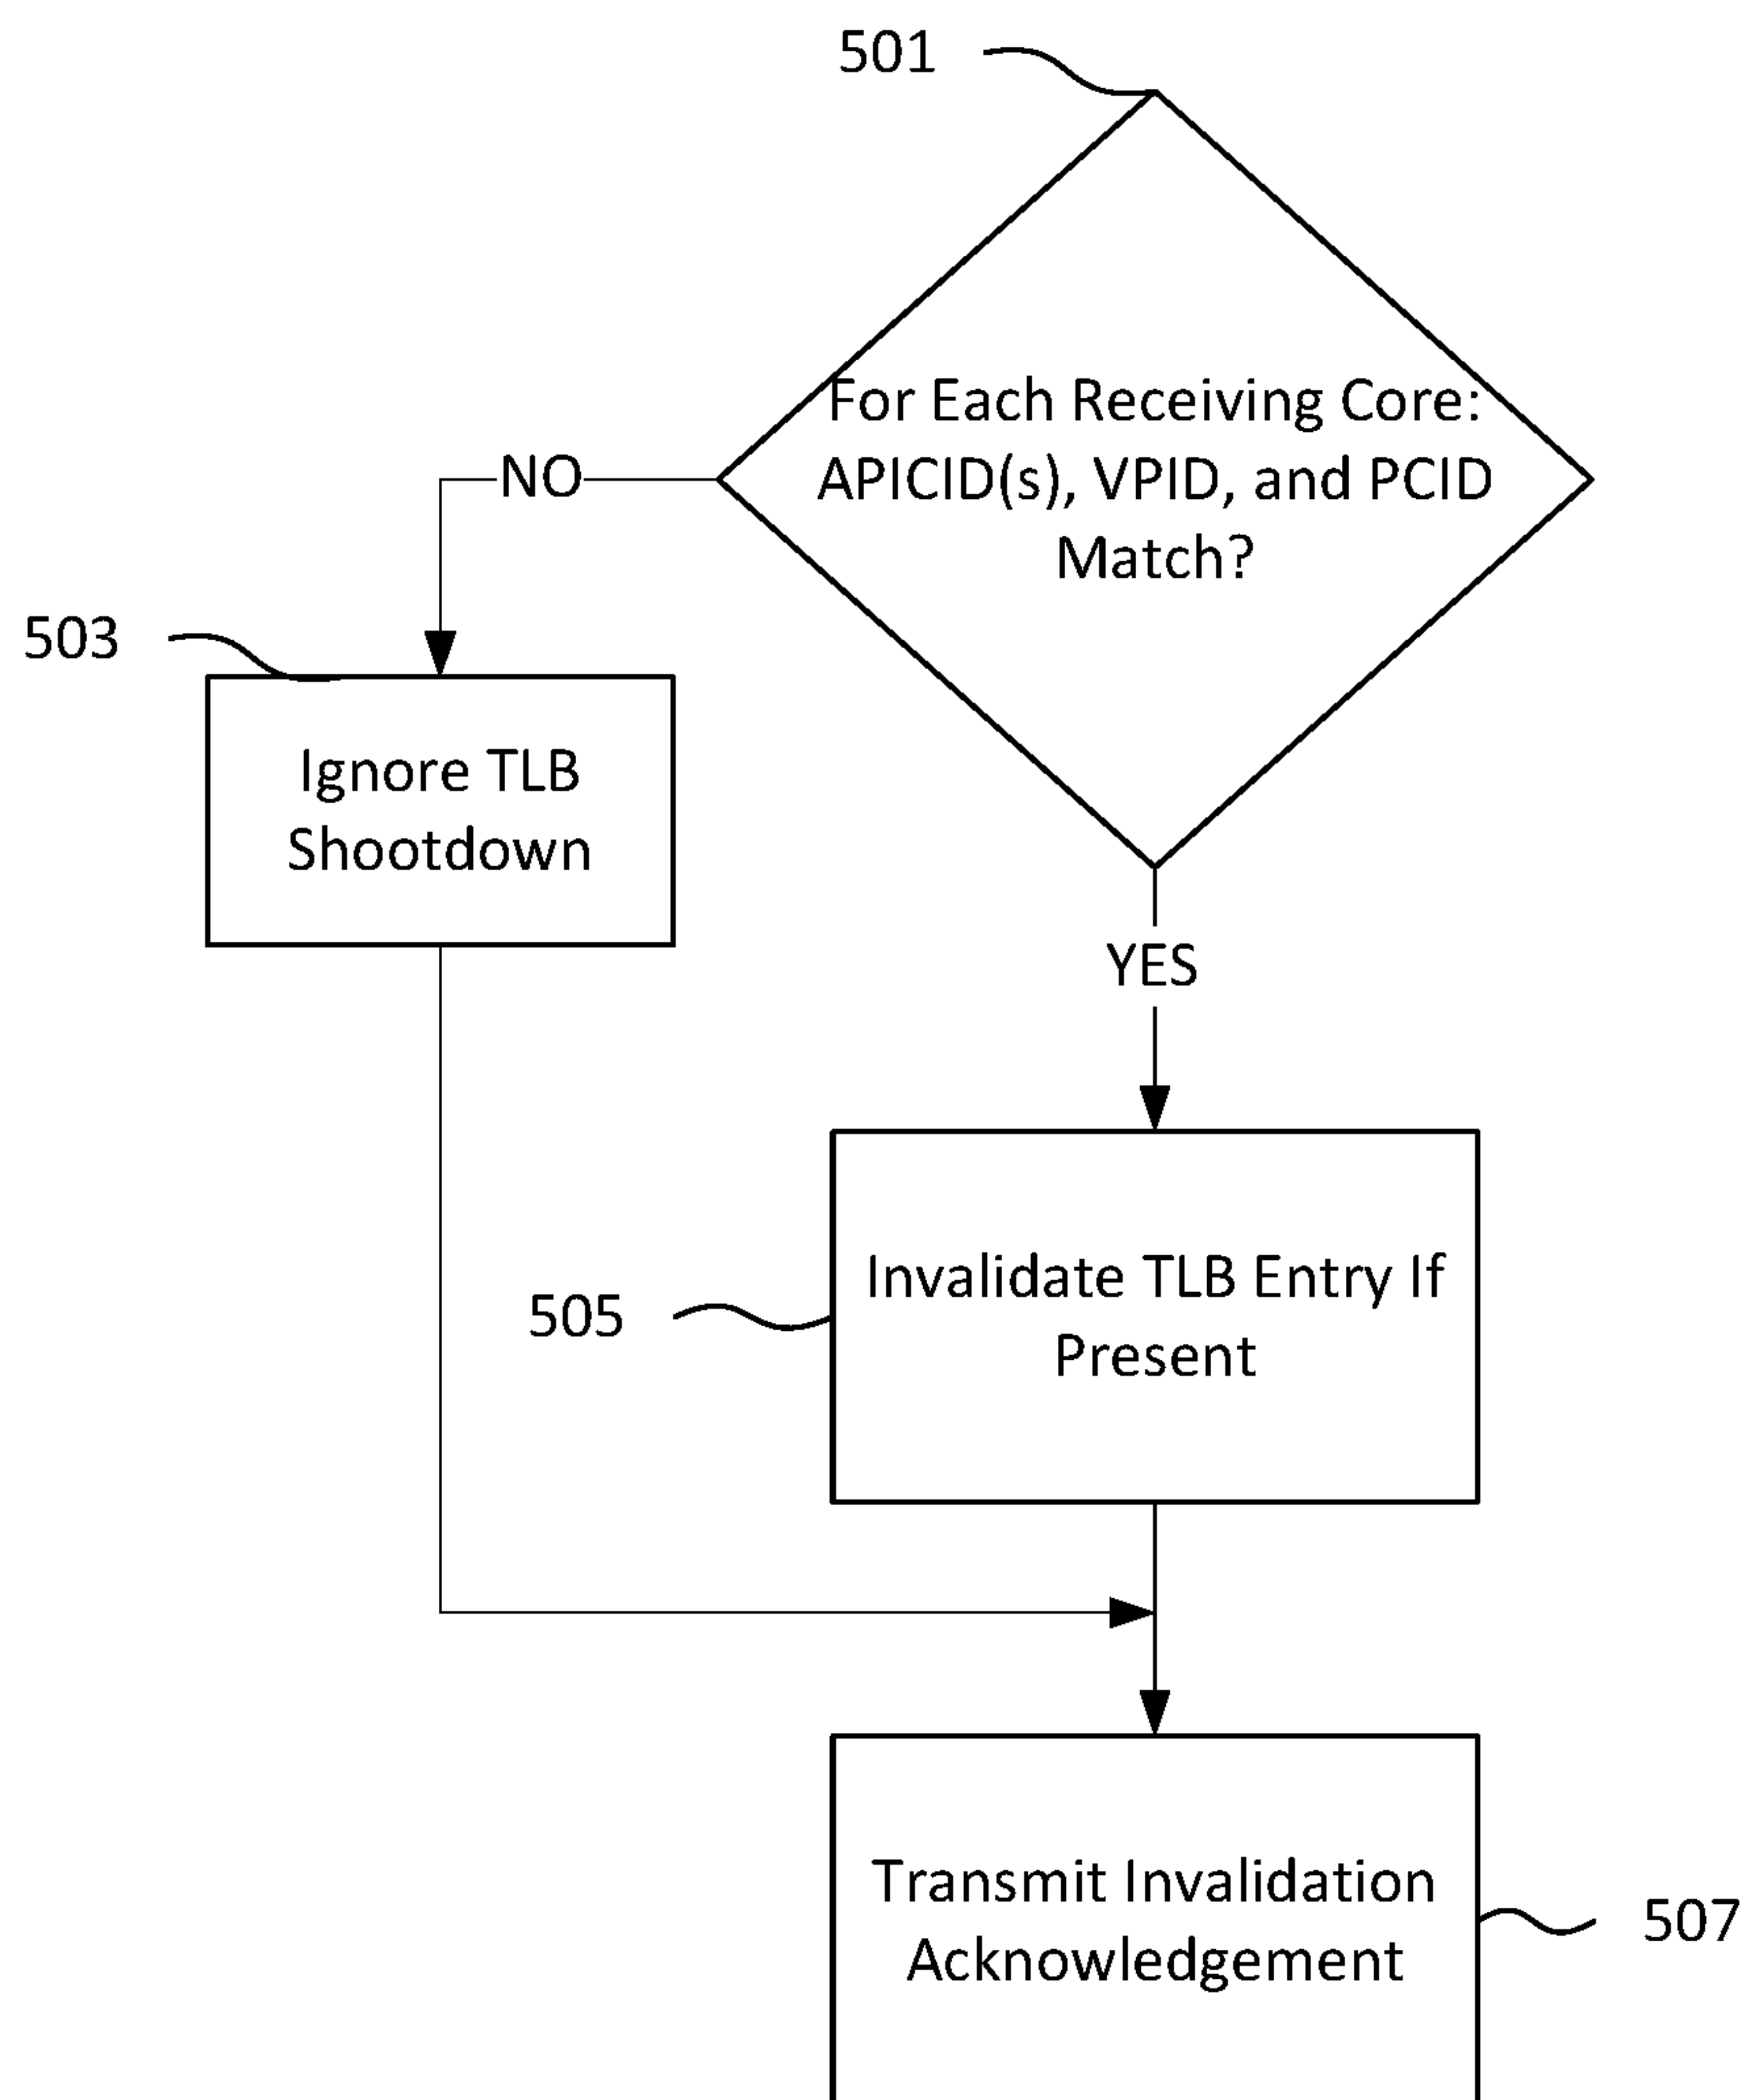 501
For Each Receiving Core:
APICID(s), VPID, and PCID
Match?
NO
503
Ignore TLB
Shootdown
YES
505
Invalidate TLB Entry If
Present
Transmit Invalidation
Acknowledgement
507